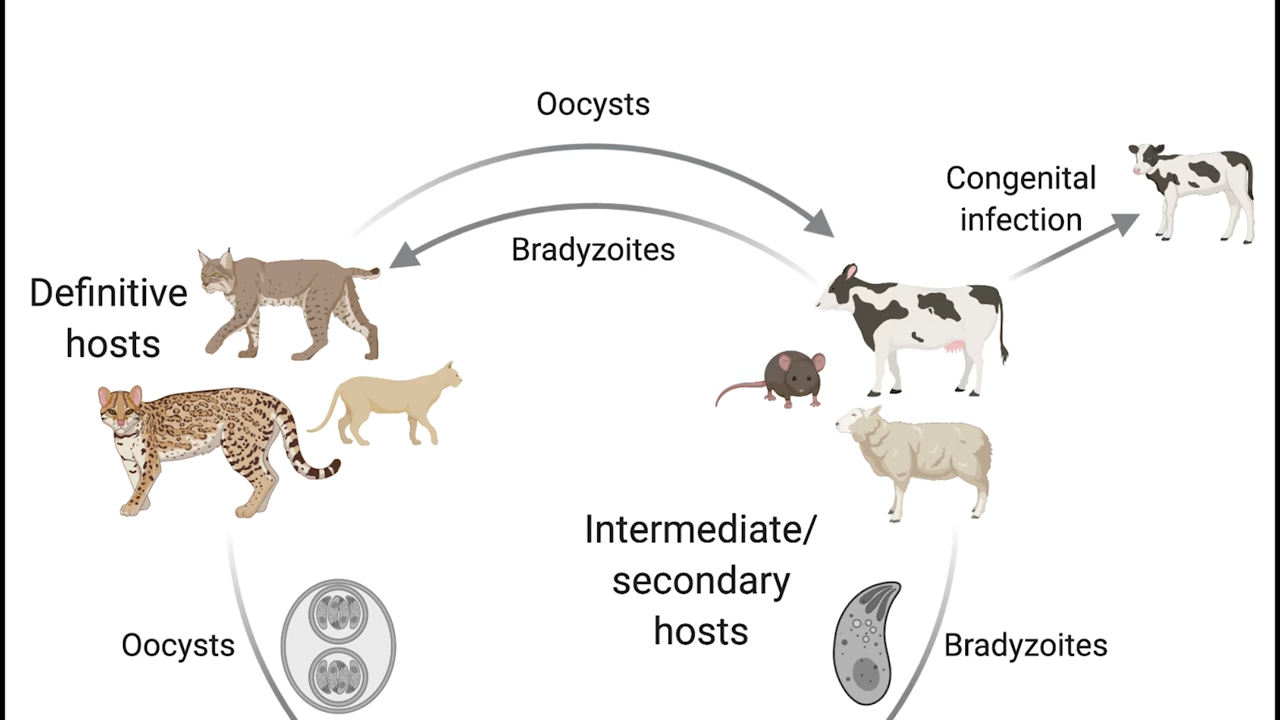 Oocysts
Congenital
infection
Bradyzoites
Definitive
hosts
Intermediate/
secondary
hosts
Oocysts
Bradyzoites